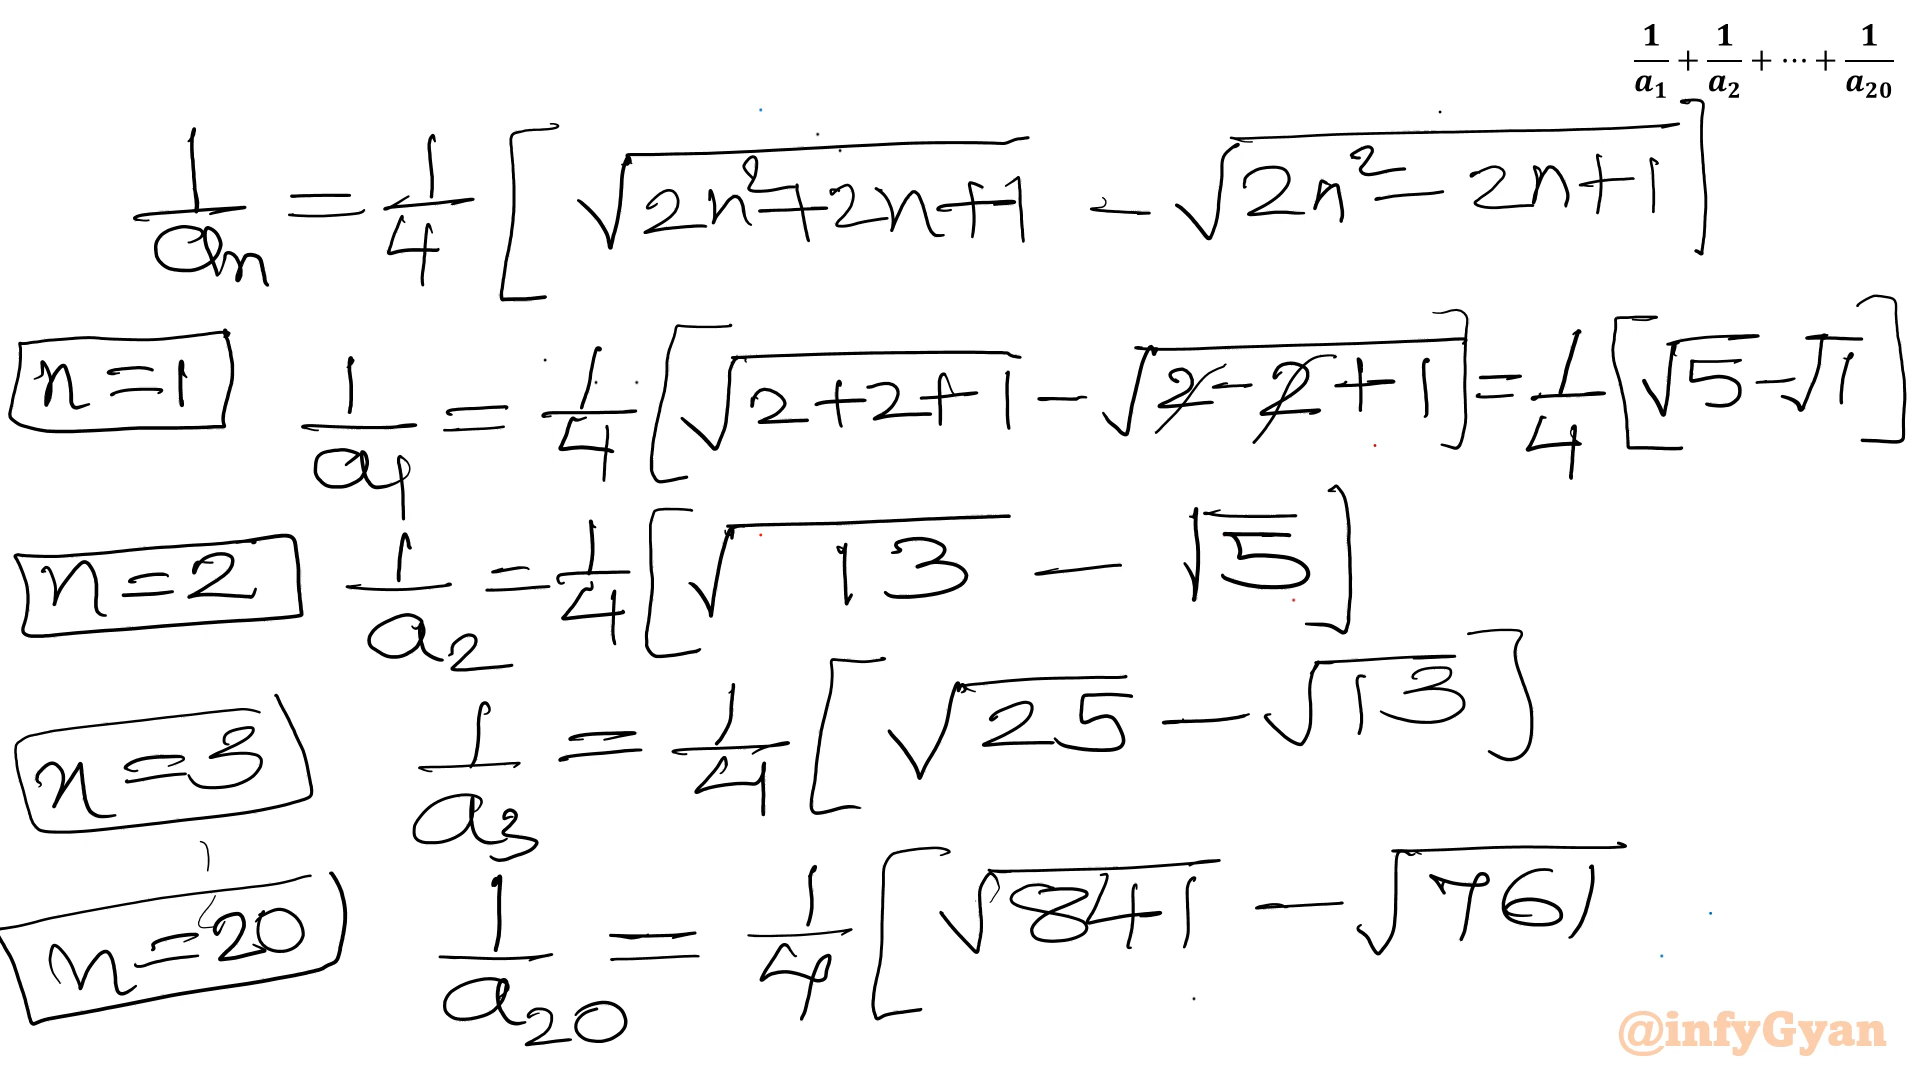 1/a₁ + 1/a₂ + ⋯ + 1/a₂₀
1/aₙ = 1/4 [√(2n²+2n+1) − √(2n²−2n+1)]
n=1 1/a₁ = 1/4 [√(2+2+1) − √(2−2+1)] = 1/4 [√5 − √1]
n=2 1/a₂ = 1/4 [√13 − √5]
n=3 1/a₃ = 1/4 [√25 − √13]
n=20 1/a₂₀ = 1/4 [√841 − √761
@infyGyan